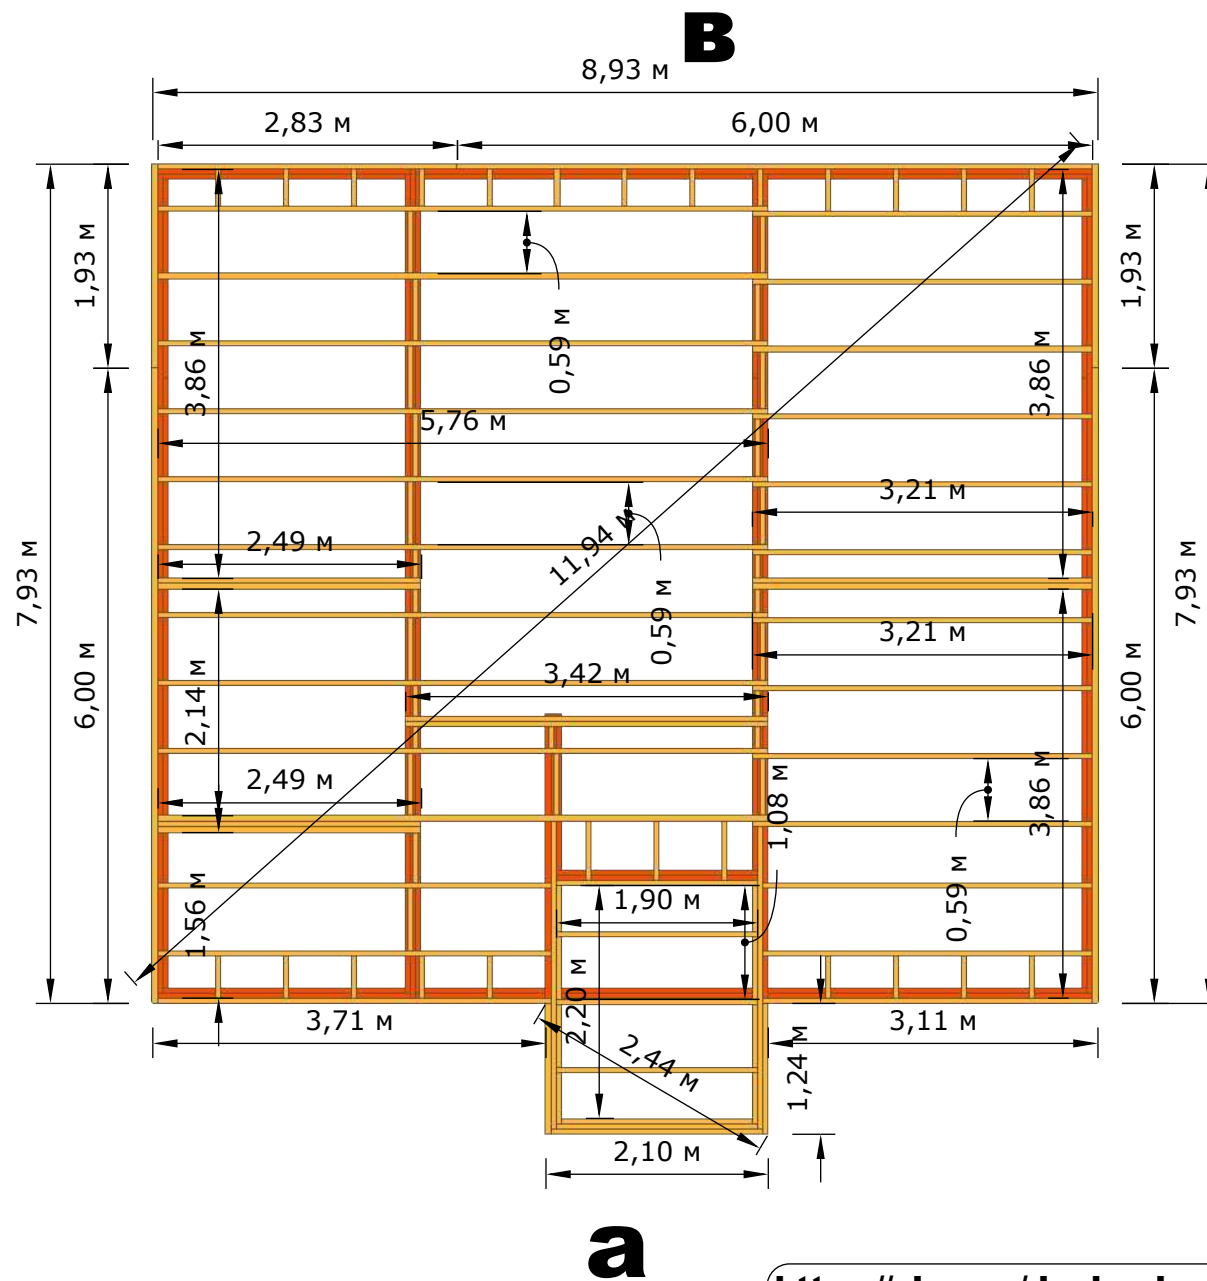 B
8,93 м
2,83 м
6,00 м
1,93 м
1,93 м
3,86 м
0,59 м
3,86 м
5,76 м
3,21 м
2,49 м
11,94 м
7,93 м
7,93 м
0,59 м
3,21 м
6,00 м
2,14 м
3,42 м
6,00 м
2,49 м
1,08 м
3,86 м
1,56 м
1,90 м
0,59 м
2,20 м
3,71 м
2,44 м
3,11 м
1,24 м
2,10 м
a